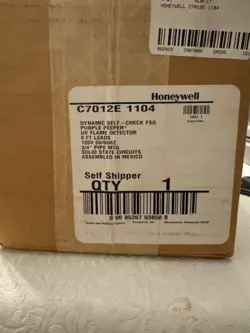 HONEYWELL C7012E 1104
Honeywell
C7012E 1104
DYNAMIC SELF-CHECK FSG
PURPLE PEEPER®
UV FLAME DETECTOR
6 FT LEADS
120V 50/60HZ
3/4" PIPE MTG
SOLID STATE CIRCUITS
ASSEMBLED IN MEXICO
Self Shipper
QTY 1